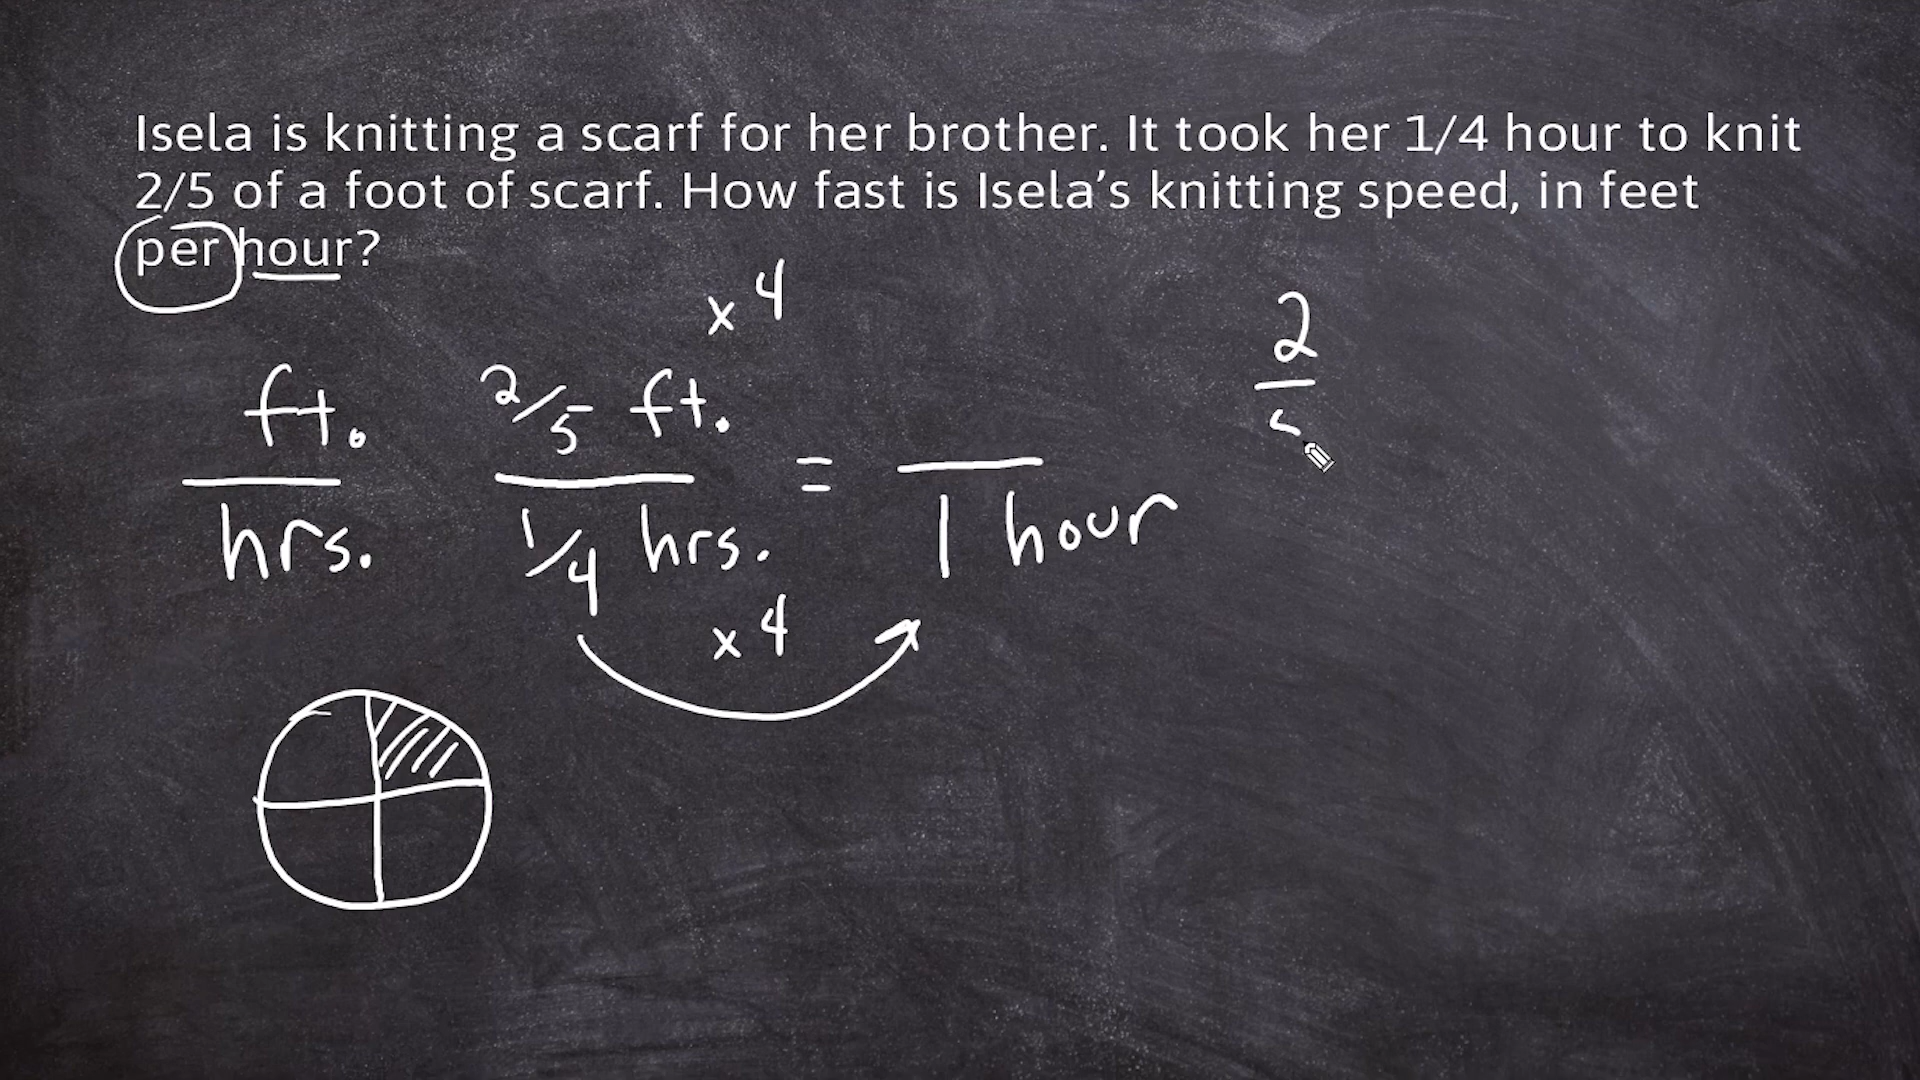 Isela is knitting a scarf for her brother. It took her 1/4 hour to knit
2/5 of a foot of scarf. How fast is Isela’s knitting speed, in feet
per hour?
x 4
ft.
hrs.
2/5 ft.
1/4 hrs.
=
1 hour
x 4
2